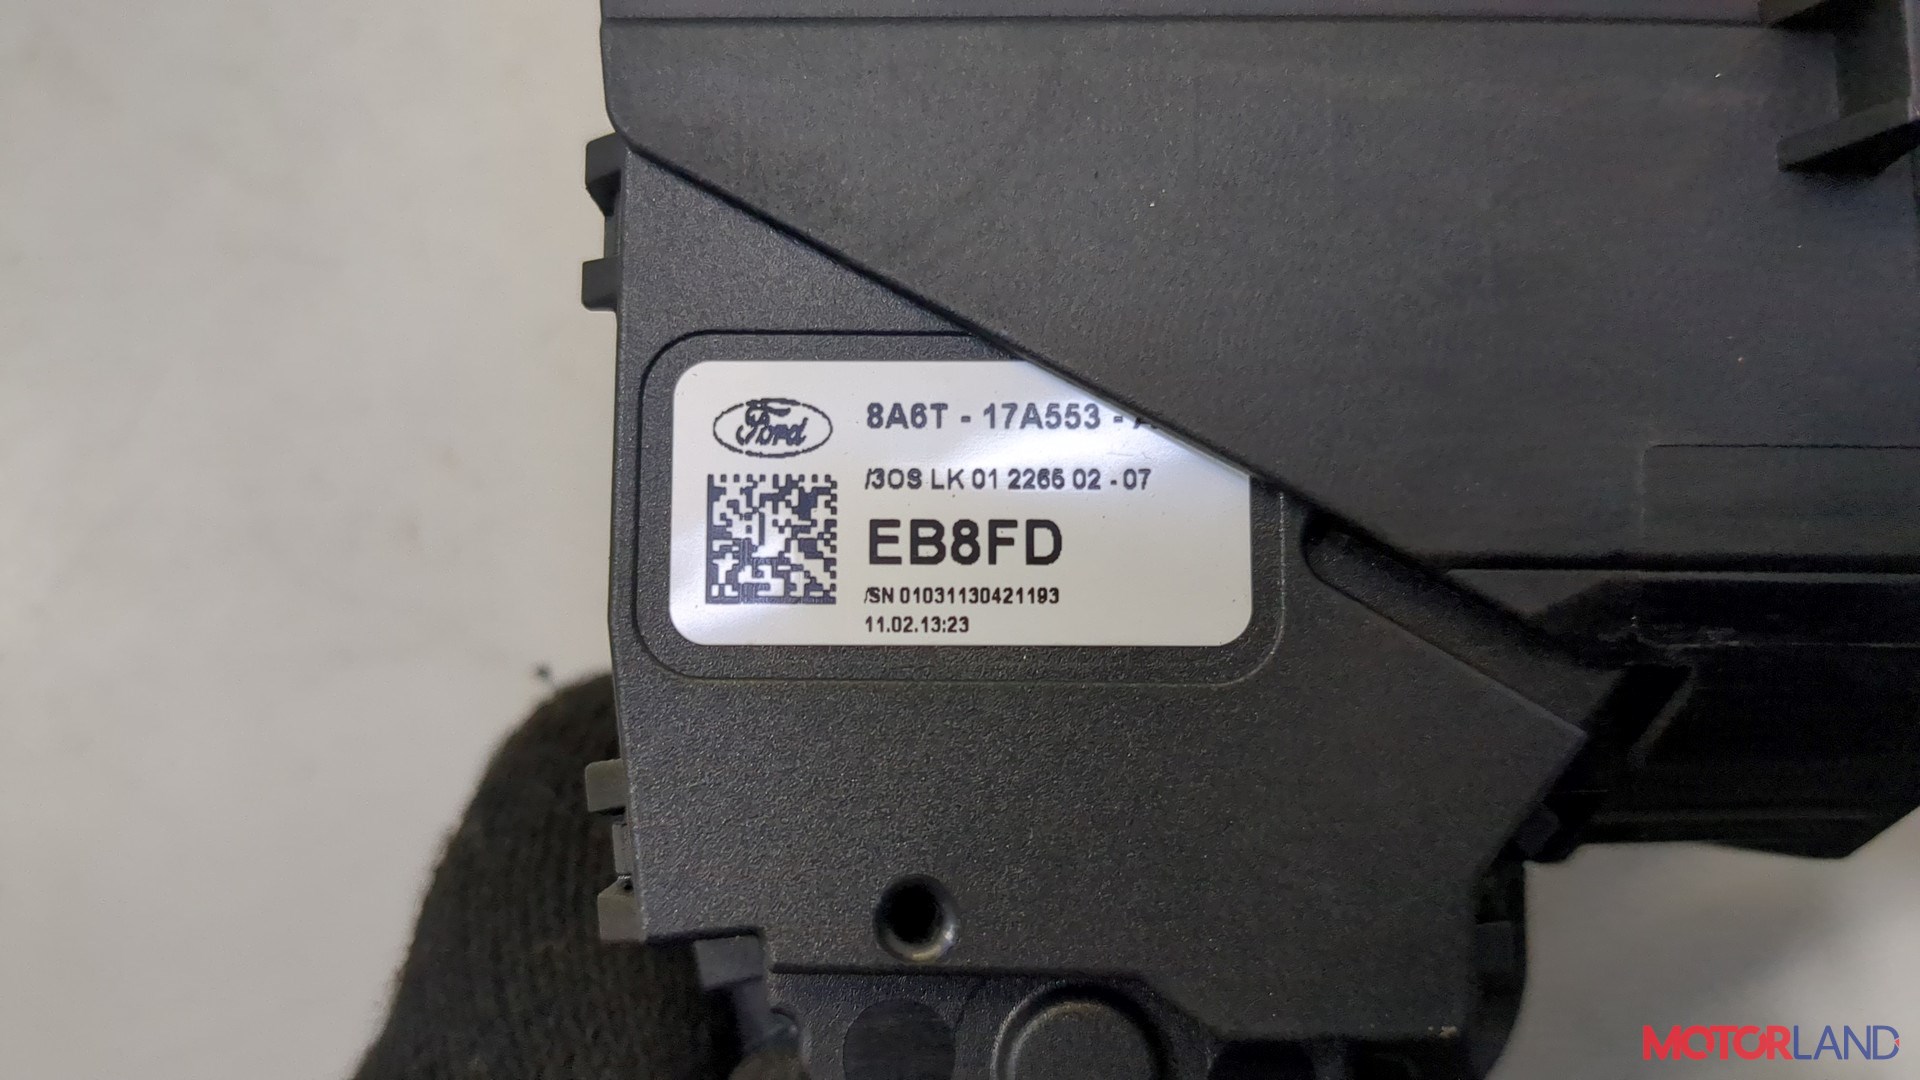 Ford
8A6T - 17A553 -
/3OS LK 01 2265 02 - 07
EB8FD
/SN 01031130421193
11.02.13:23
MOTORLAND